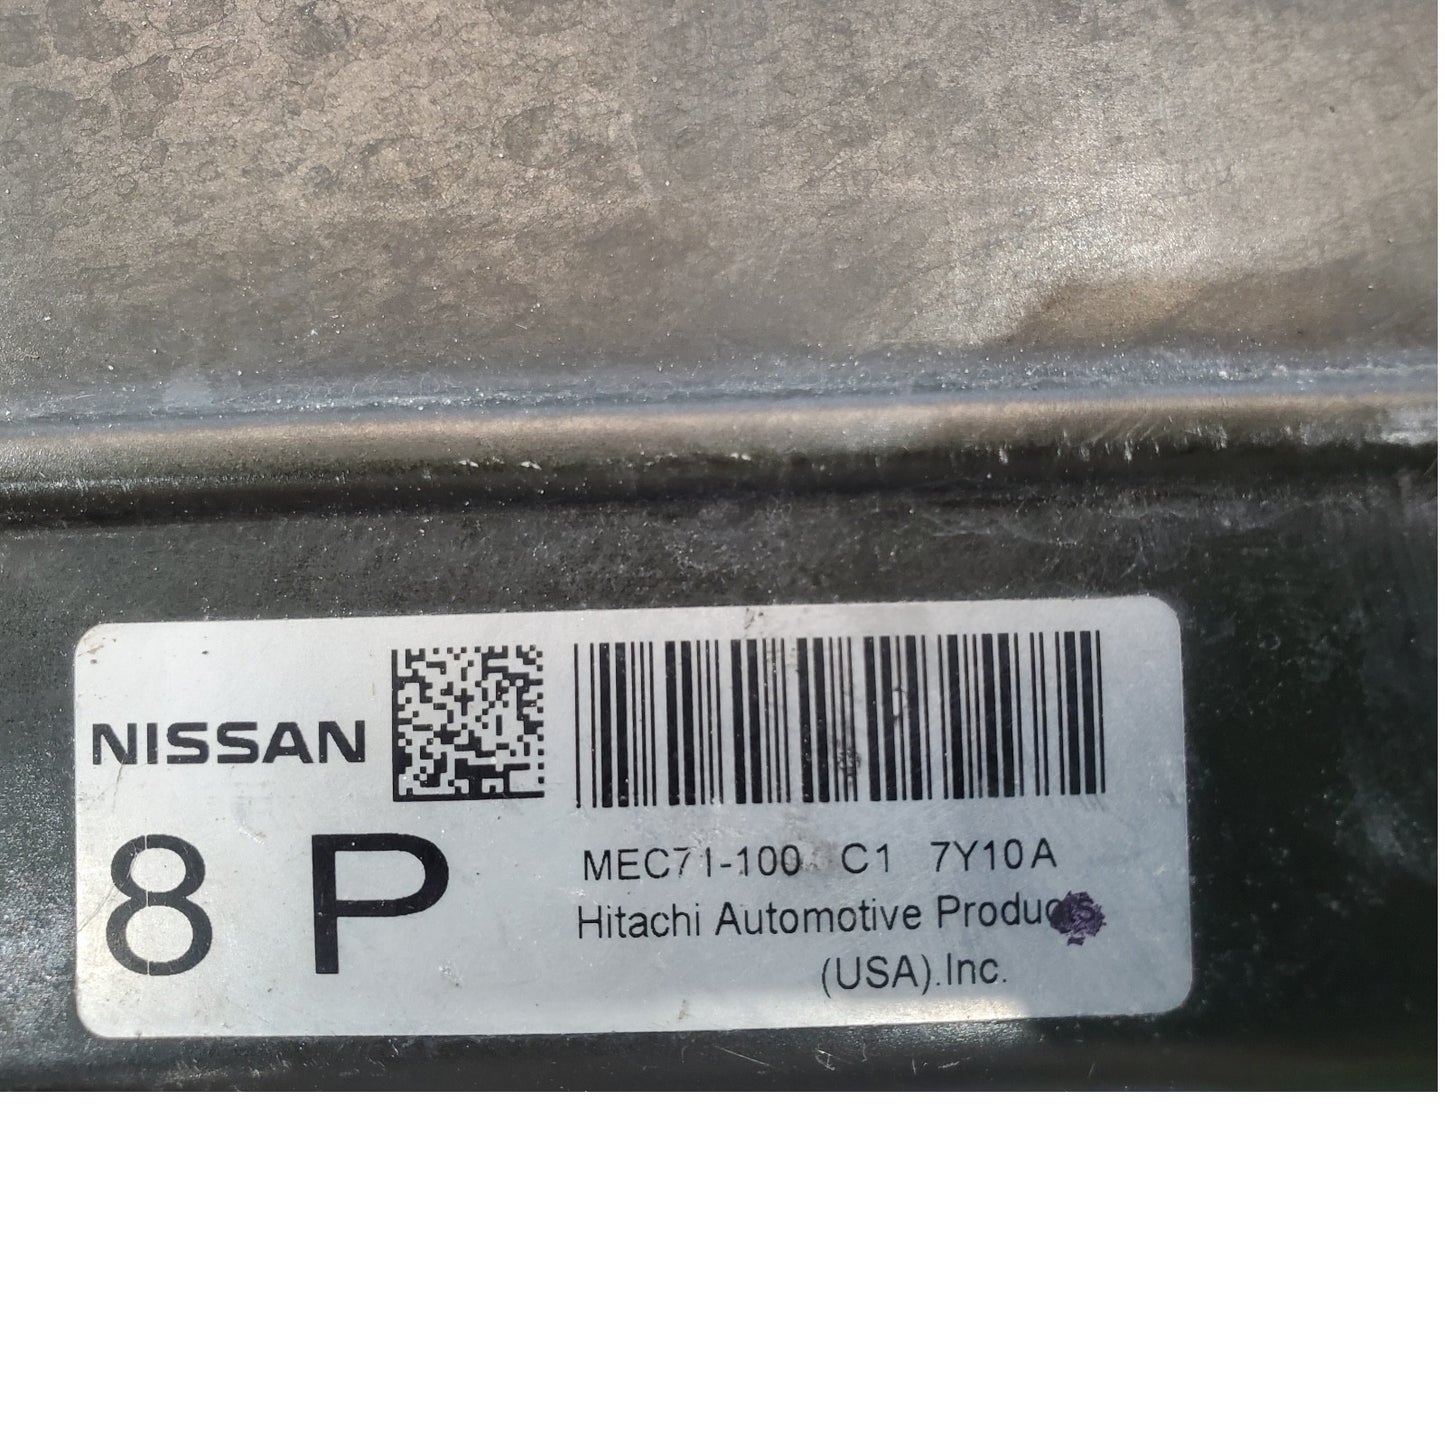 NISSAN
8 P
MEC71-100 C1 7Y10A
Hitachi Automotive Products
(USA).Inc.